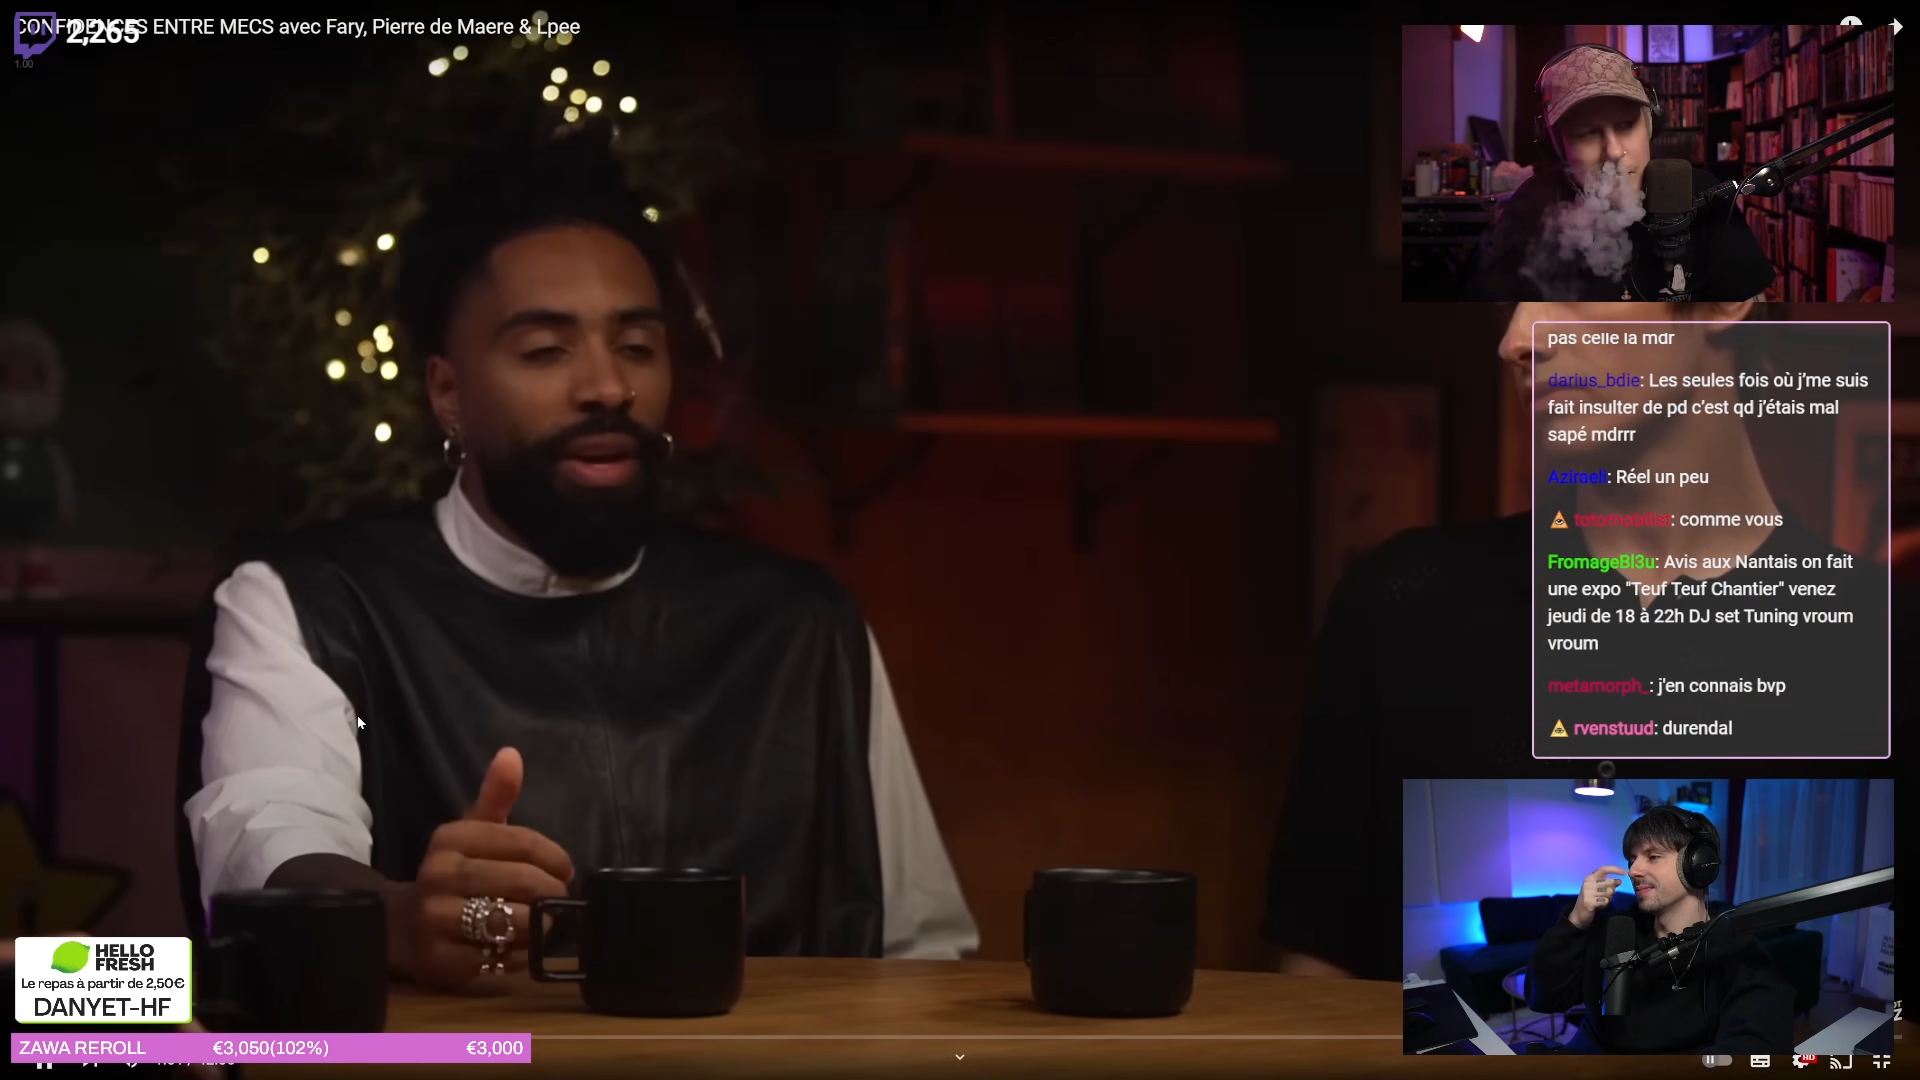 CONFIDENCES ENTRE MECS avec Fary, Pierre de Maere & Lpee
2,265
1.00
pas celle la mdr
darius_bdie: Les seules fois où j’me suis
fait insulter de pd c’est qd j’étais mal
sapé mdrrr
Aziraell: Réel un peu
totomobilist: comme vous
FromageBl3u: Avis aux Nantais on fait
une expo "Teuf Teuf Chantier" venez
jeudi de 18 à 22h DJ set Tuning vroum
vroum
metamorph_: j'en connais bvp
rvenstuud: durendal
HELLO
FRESH
Le repas à partir de 2,50€
DANYET-HF
ZAWA REROLL €3,050(102%) €3,000
HD